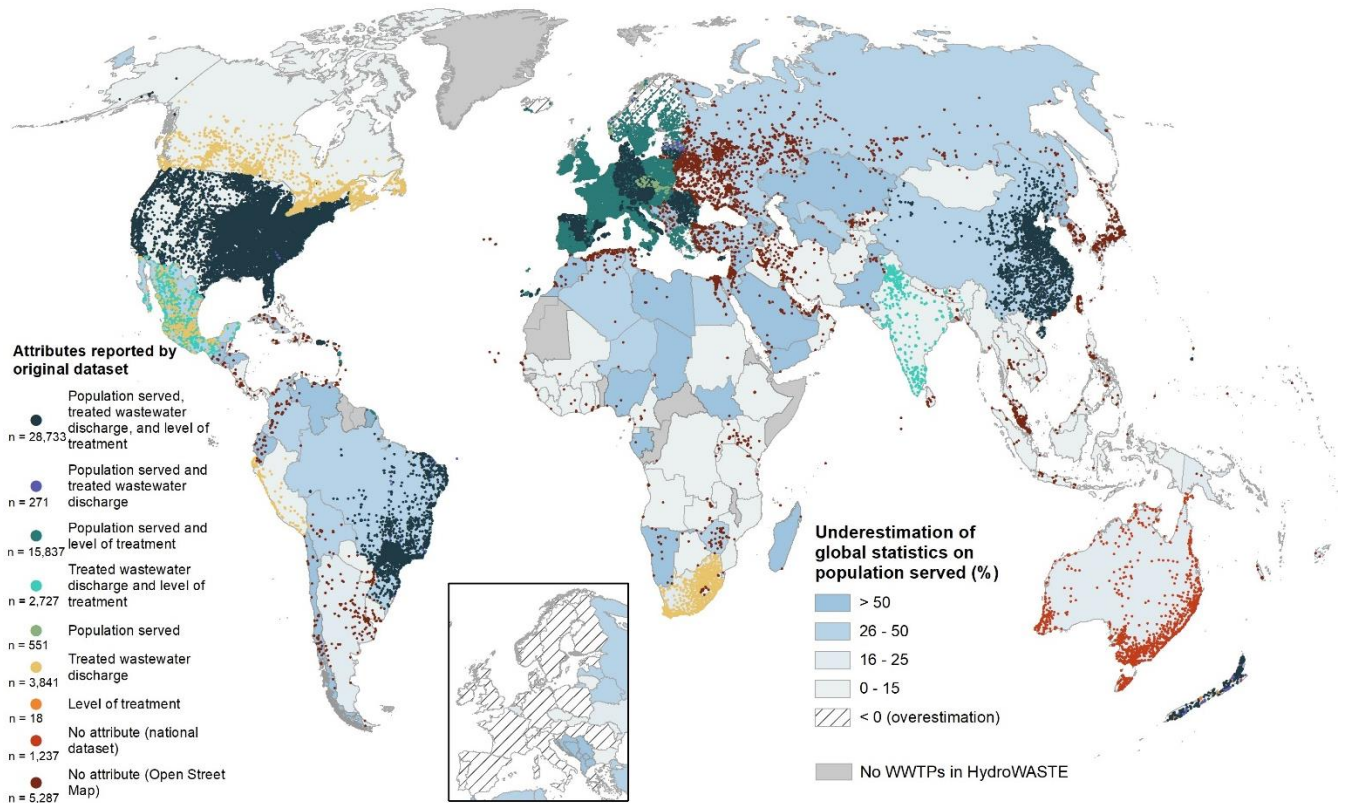 Attributes reported by
original dataset
Population served,
treated wastewater
discharge, and level of
treatment
n = 28,733
Population served and
treated wastewater
discharge
n = 271
Population served and
level of treatment
n = 15,837
Treated wastewater
discharge and level of
treatment
n = 2,727
Population served
n = 551
Treated wastewater
discharge
n = 3,841
Level of treatment
n = 18
No attribute (national
dataset)
n = 1,237
No attribute (Open Street
Map)
n = 5,287
Underestimation of
global statistics on
population served (%)
> 50
26 - 50
16 - 25
0 - 15
< 0 (overestimation)
No WWTPs in HydroWASTE